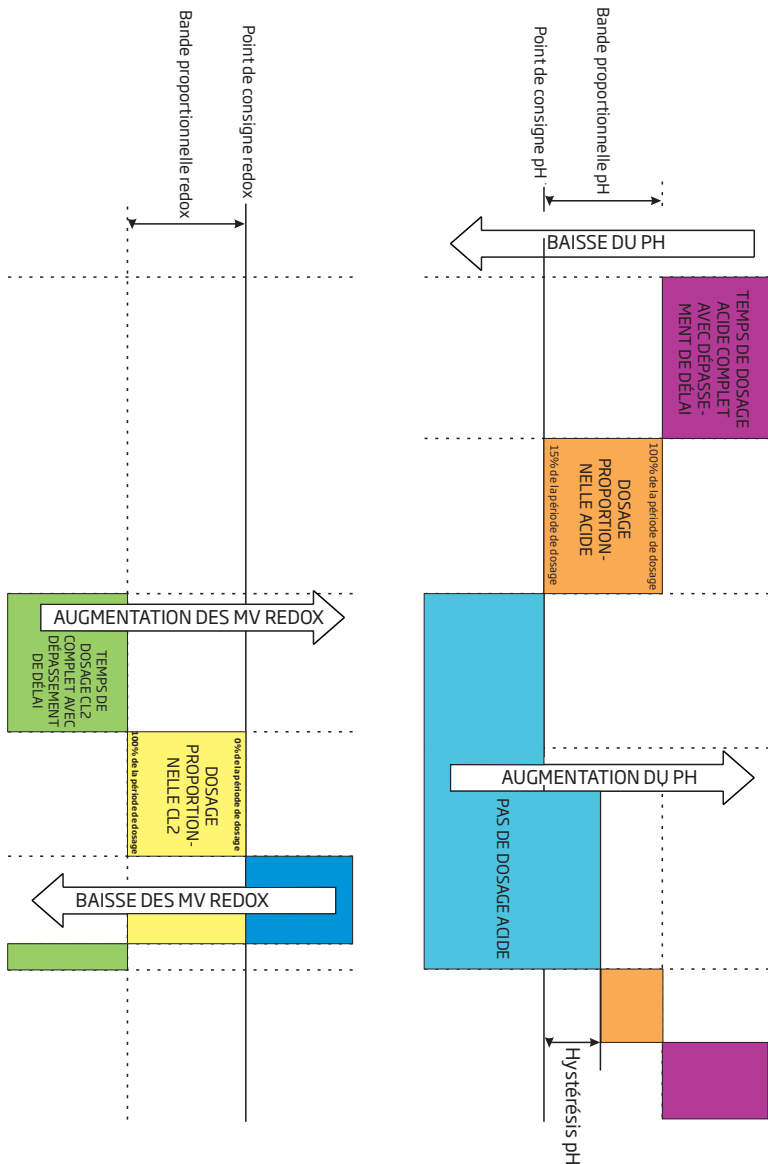 Bande proportionnelle pH
Point de consigne pH
BAISSE DU PH
TEMPS DE DOSAGE
ACIDE COMPLET
AVEC DÉPASSE-
MENT DE DÉLAI
100% de la période de dosage
DOSAGE
PROPORTION-
NELLE ACIDE
15% de la période de dosage
AUGMENTATION DU PH
PAS DE DOSAGE ACIDE
Hystérésis pH
Point de consigne redox
Bande proportionnelle redox
AUGMENTATION DES MV REDOX
TEMPS DE
DOSAGE CL2
COMPLET AVEC
DÉPASSEMENT
DE DÉLAI
0% de la période de dosage
DOSAGE
PROPORTION-
NELLE CL2
100% de la période de dosage
BAISSE DES MV REDOX